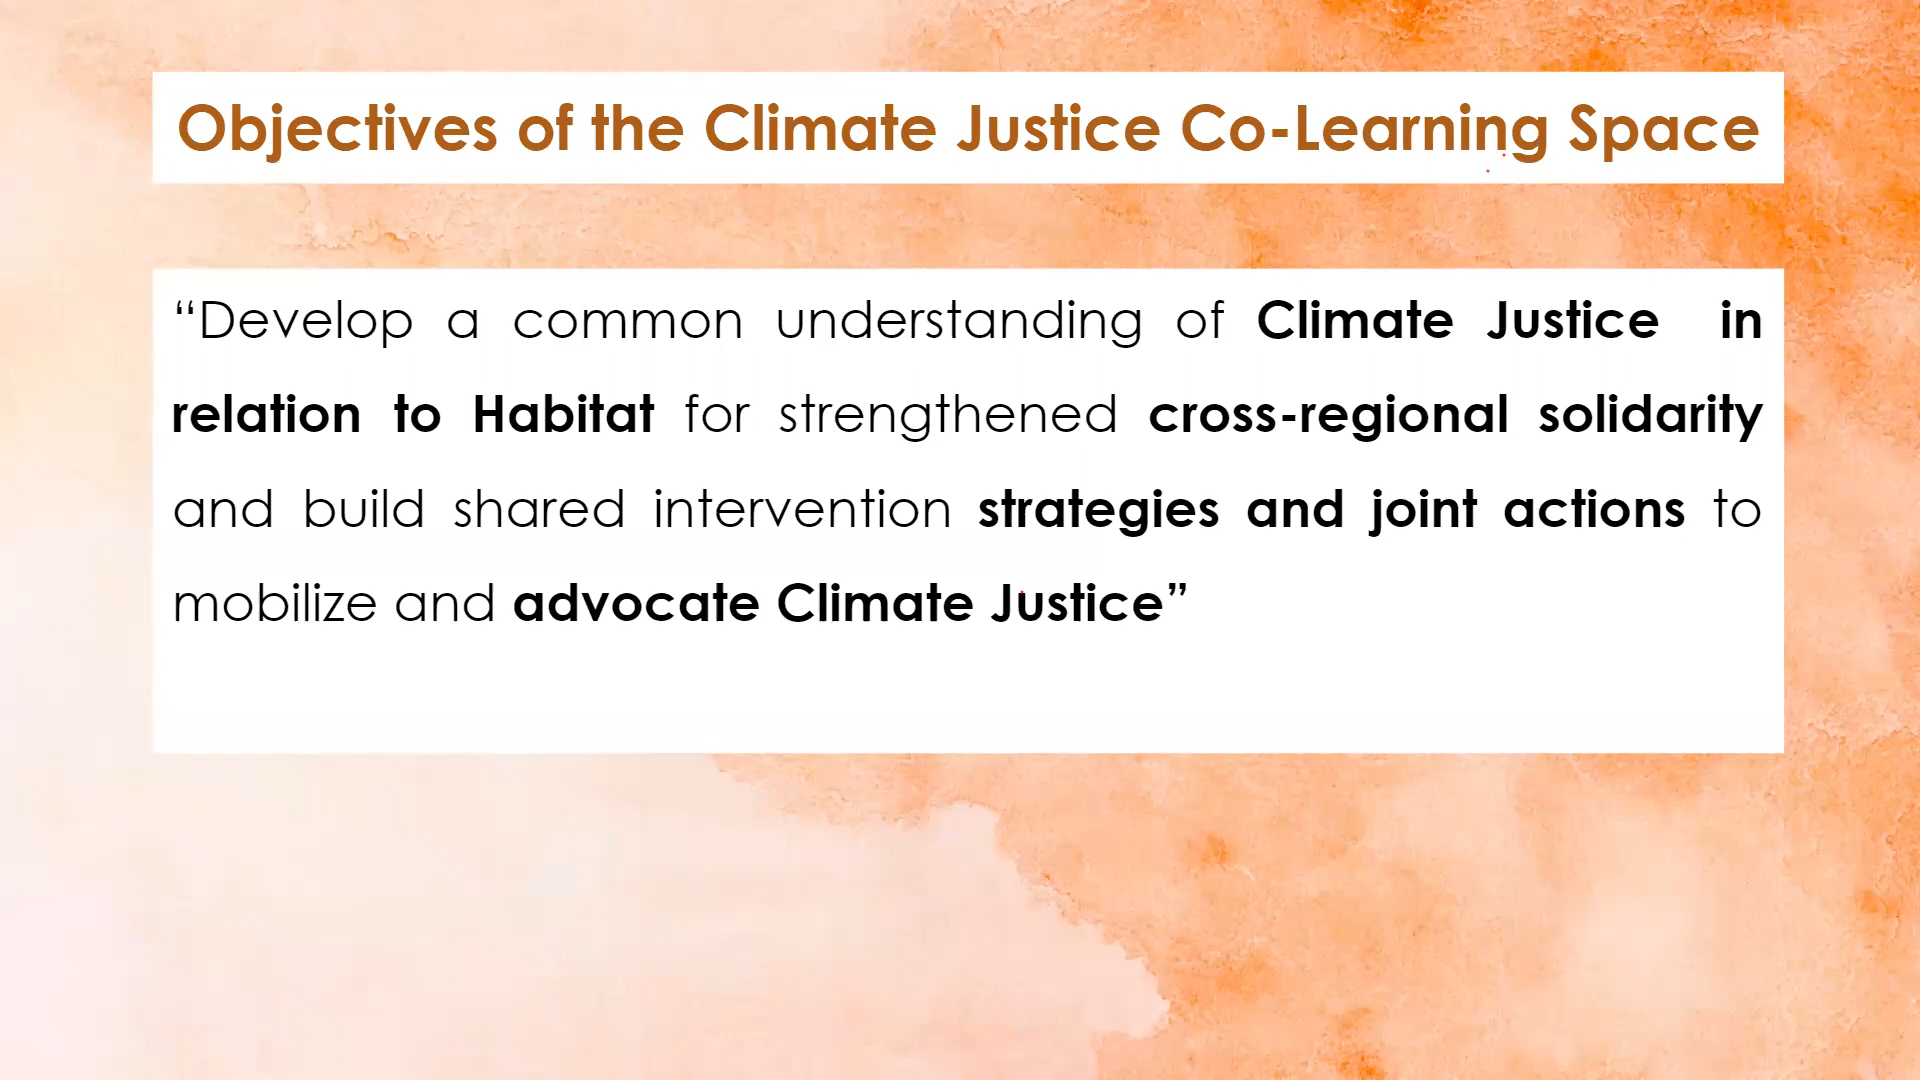 Objectives of the Climate Justice Co-Learning Space
“Develop a common understanding of Climate Justice in
relation to Habitat for strengthened cross-regional solidarity
and build shared intervention strategies and joint actions to
mobilize and advocate Climate Justice”